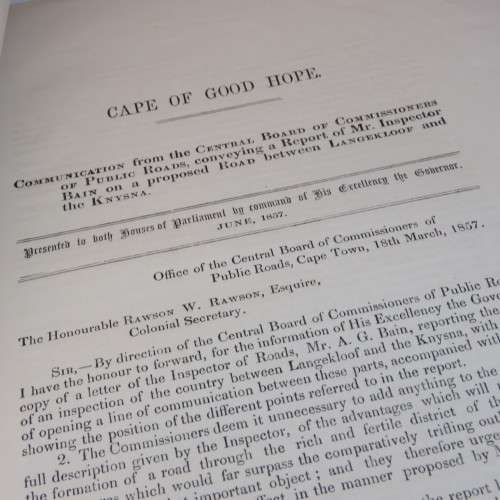 CAPE OF GOOD HOPE.
COMMUNICATION from the CENTRAL BOARD OF COMMISSIONERS
OF PUBLIC ROADS, conveying a Report of MR. INSPECTOR
BAIN on a proposed ROAD between LANGEKLOOF and
the KNYSNA.
Presented to both Houses of Parliament by command of His Excellency the Governor.
JUNE, 1857.
Office of the Central Board of Commissioners of
Public Roads, Cape Town, 18th March, 1857.
The Honourable RAWSON W. RAWSON, Esquire,
Colonial Secretary.
SIR,—By direction of the Central Board of Commissioners of Public
I have the honour to forward, for the information of His Excellency the
copy of a letter of the Inspector of Roads, Mr. A. G. Bain, reporting the
of an inspection of the country between Langekloof and the Knysna, with
of opening a line of communication between these parts, accompanied
showing the position of the different points referred to in the report.
2. The Commissioners deem it unnecessary to add anything to the
full description given by the Inspector, of the advantages which will
the formation of a road through the rich and fertile district of the
which would far surpass the comparatively trifling
important object; and they therefore
effect in the manner proposed by
the report